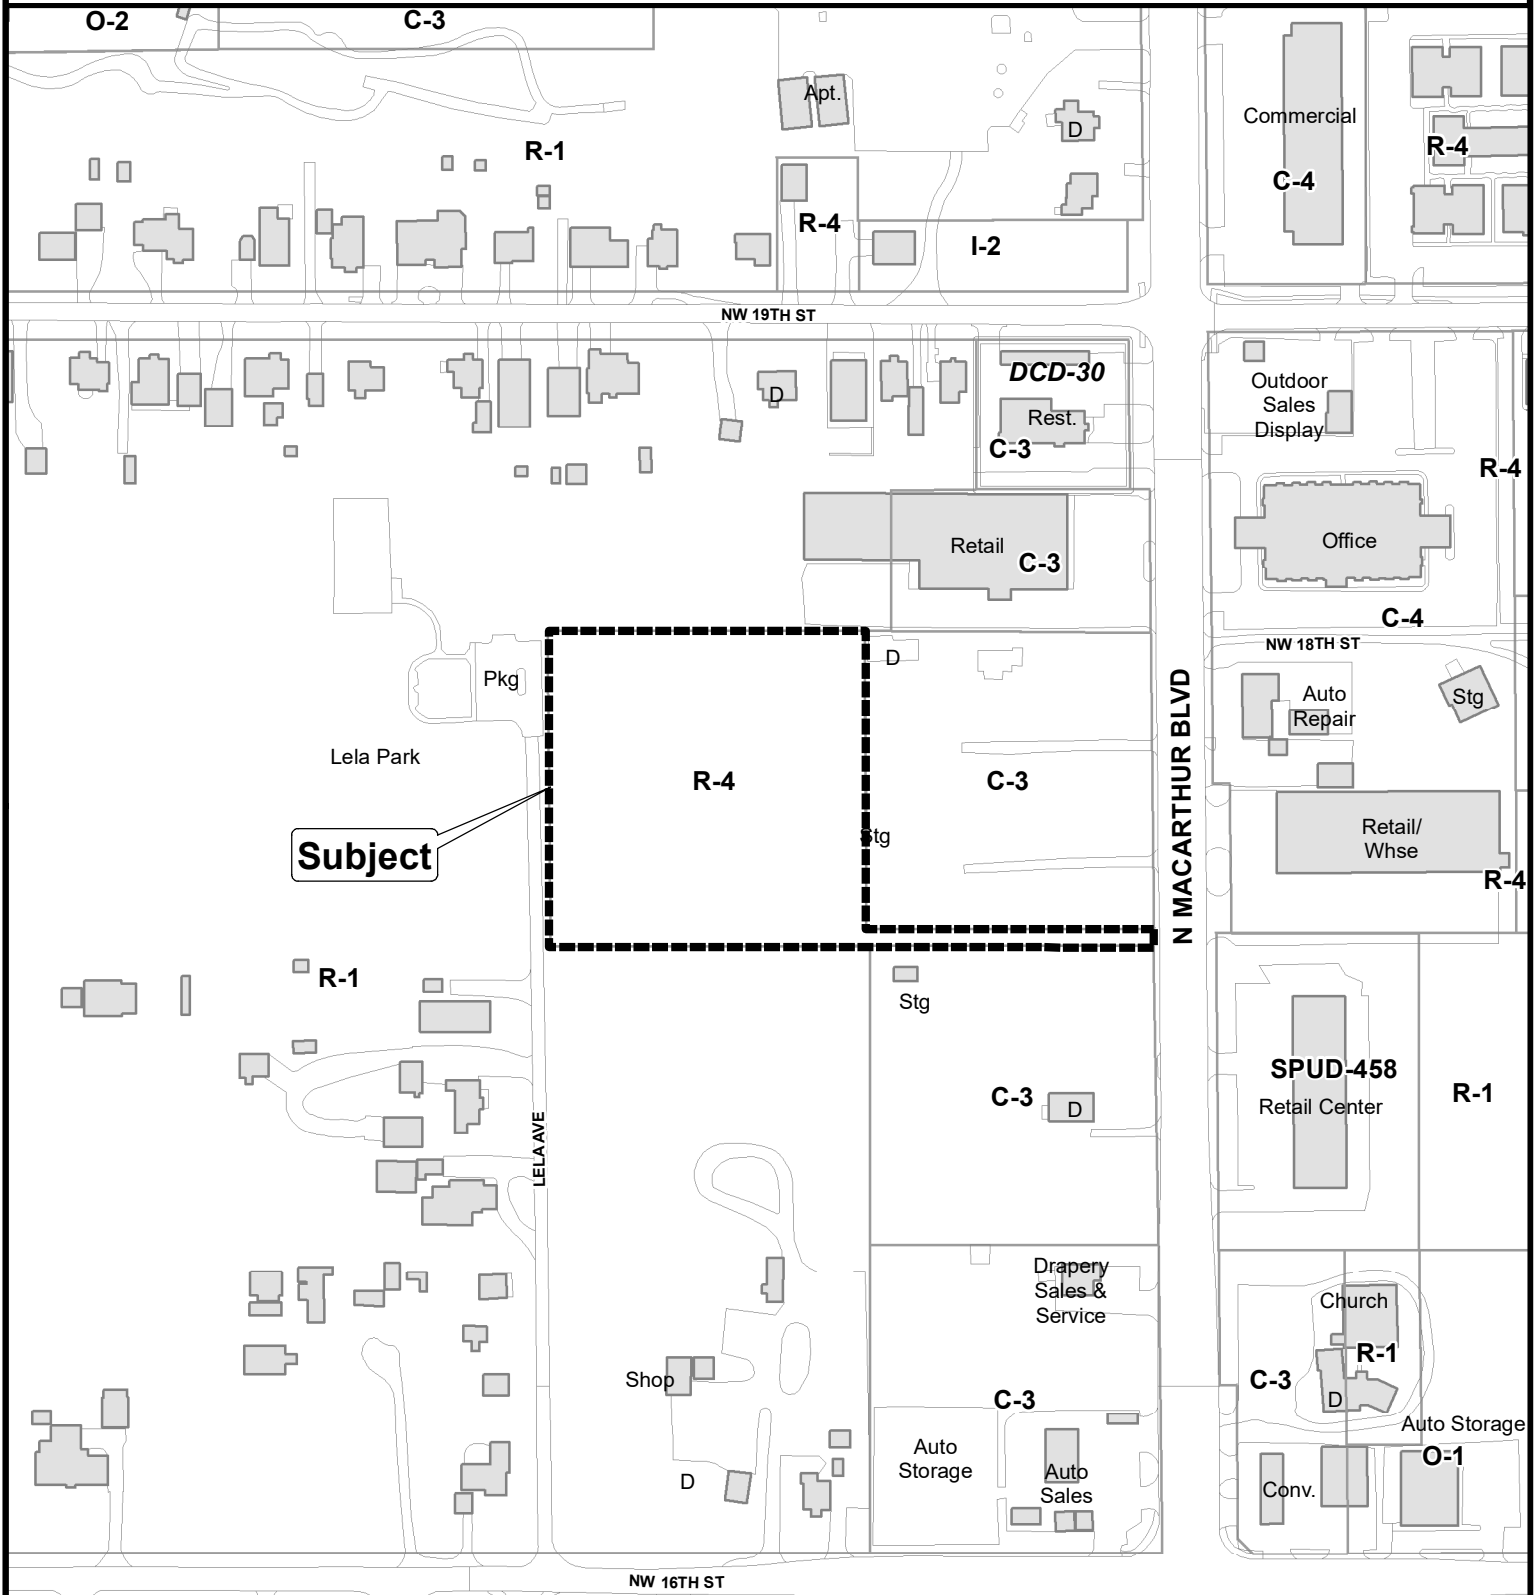 O-2
C-3
Apt.
D
Commercial
R-1
R-4
C-4
R-4
I-2
NW 19TH ST
DCD-30
Rest.
C-3
D
Outdoor
Sales
Display
R-4
Retail
C-3
Office
C-4
NW 18TH ST
D
Pkg
Auto
Repair
Stg
Lela Park
R-4
C-3
N MACARTHUR BLVD
Stg
Retail/
Whse
R-4
Subject
R-1
Stg
SPUD-458
Retail Center
R-1
C-3
D
LELA AVE
Drapery
Sales &
Service
Church
R-1
Shop
C-3
C-3
D
Auto Storage
O-1
Auto
Storage
Auto
Sales
D
Conv.
NW 16TH ST